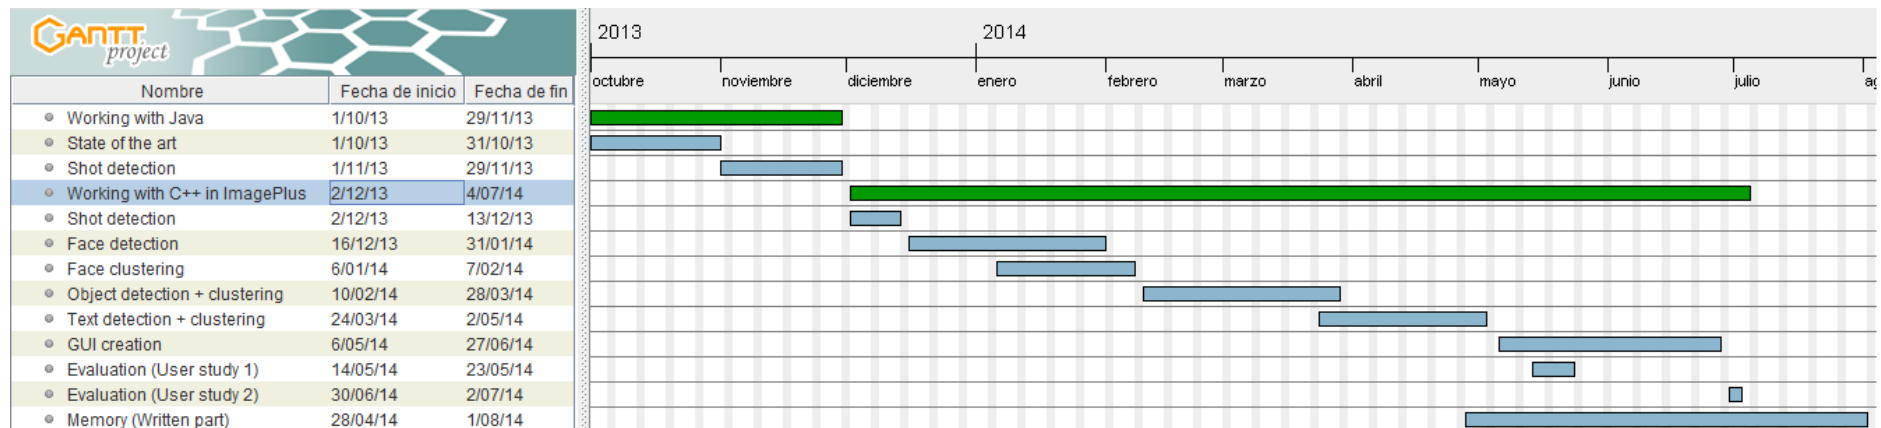 GANTT
project
2013 2014
octubre noviembre diciembre enero febrero marzo abril mayo junio julio ag
Nombre Fecha de inicio Fecha de fin
Working with Java 1/10/13 29/11/13
State of the art 1/10/13 31/10/13
Shot detection 1/11/13 29/11/13
Working with C++ in ImagePlus 2/12/13 4/07/14
Shot detection 2/12/13 13/12/13
Face detection 16/12/13 31/01/14
Face clustering 6/01/14 7/02/14
Object detection + clustering 10/02/14 28/03/14
Text detection + clustering 24/03/14 2/05/14
GUI creation 6/05/14 27/06/14
Evaluation (User study 1) 14/05/14 23/05/14
Evaluation (User study 2) 30/06/14 2/07/14
Memory (Written part) 28/04/14 1/08/14